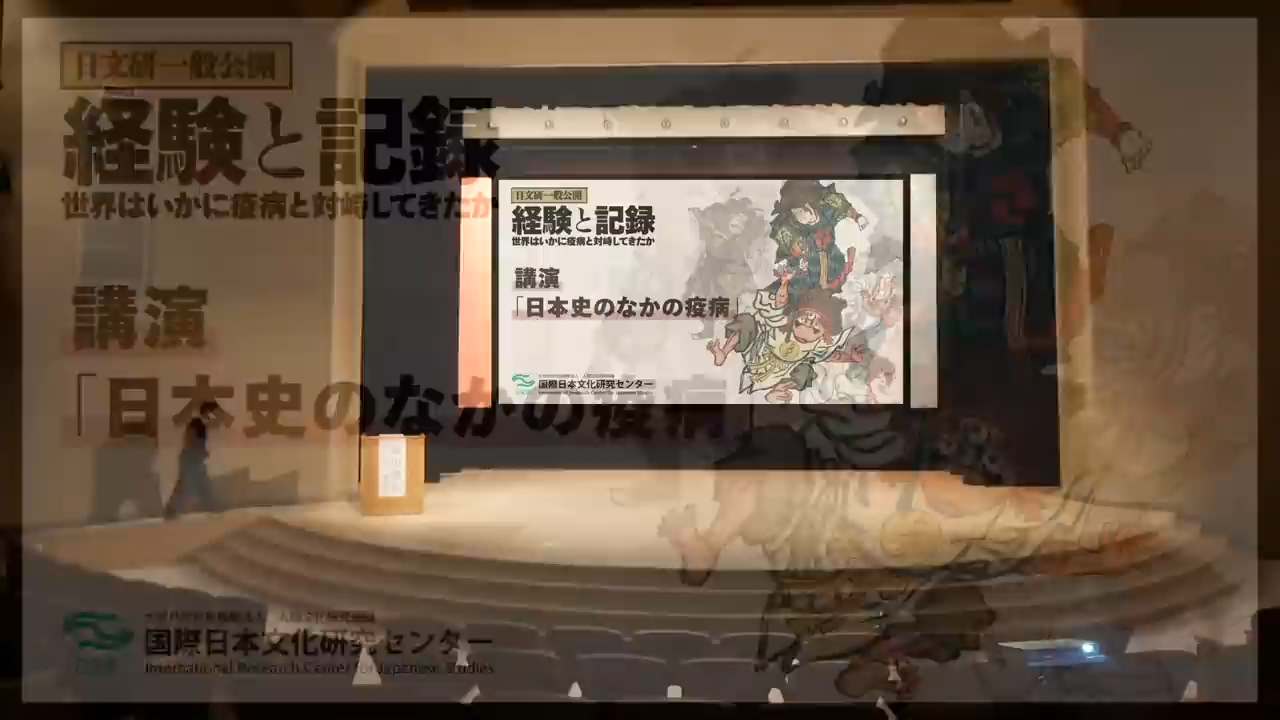 日文研一般公開
経験と記録
世界はいかに疫病と対峙してきたか
講演
「日本史のなかの疫病」
国際日本文化研究センター
International Research Center for Japanese Studies
日文研一般公開
経験と記録
世界はいかに疫病と対峙してきたか
講演
「日本史のなかの疫病」
国際日本文化研究センター